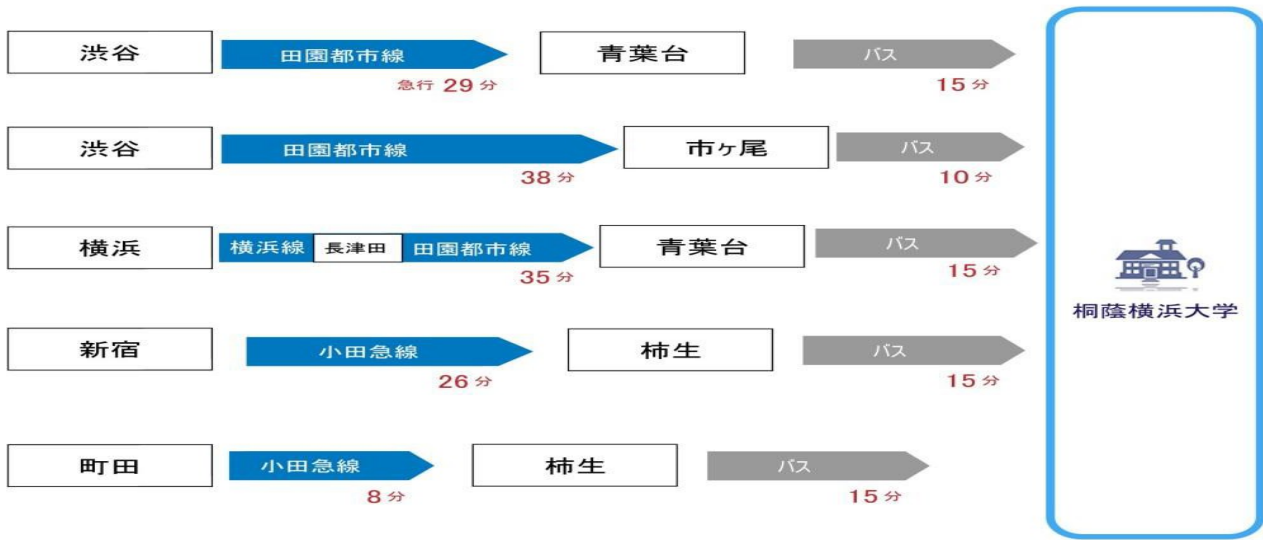 渋谷 田園都市線 青葉台 バス
急行 29 分 15 分
渋谷 田園都市線 市ヶ尾 バス
38 分 10 分
横浜 横浜線 長津田 田園都市線 青葉台 バス
35 分 15 分
桐蔭横浜大学
新宿 小田急線 柿生 バス
26 分 15 分
町田 小田急線 柿生 バス
8 分 15 分